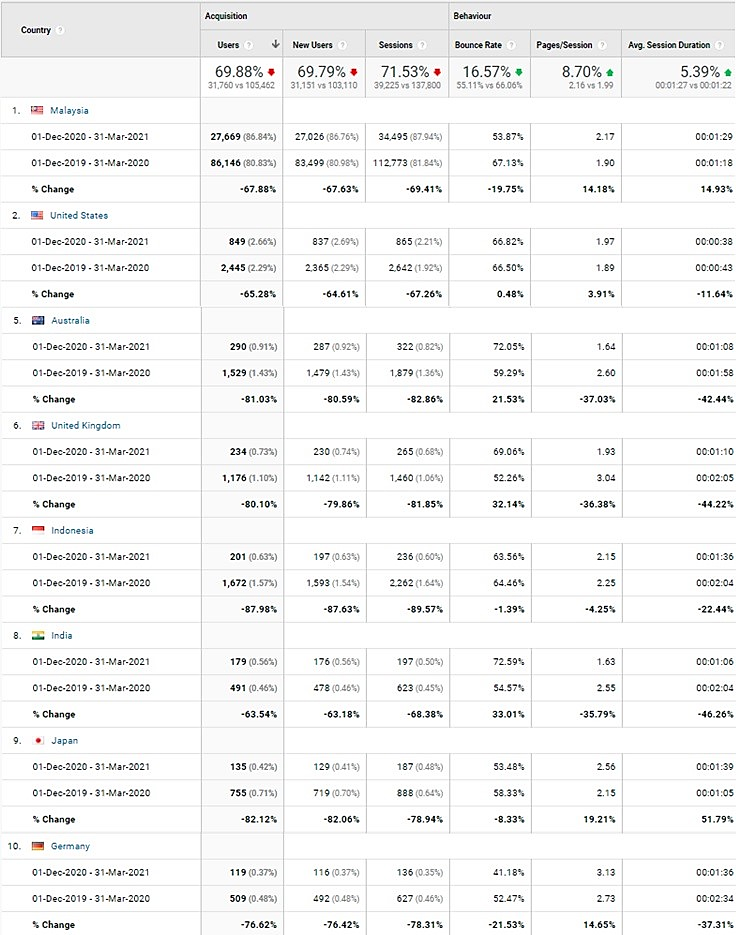 Acquisition Behaviour
Country ? Users ? New Users ? Sessions ? Bounce Rate ? Pages/Session ? Avg. Session Duration ?
69.88% 69.79% 71.53% 16.57% 8.70% 5.39%
31,760 vs 105,462 31,151 vs 103,110 39,225 vs 137,800 55.11% vs 66.06% 2.16 vs 1.99 00:01:27 vs 00:01:22
1. Malaysia
01-Dec-2020 - 31-Mar-2021 27,669 (86.84%) 27,026 (86.76%) 34,495 (87.94%) 53.87% 2.17 00:01:29
01-Dec-2019 - 31-Mar-2020 86,146 (80.83%) 83,499 (80.98%) 112,773 (81.84%) 67.13% 1.90 00:01:18
% Change -67.88% -67.63% -69.41% -19.75% 14.18% 14.93%
2. United States
01-Dec-2020 - 31-Mar-2021 849 (2.66%) 837 (2.69%) 865 (2.21%) 66.82% 1.97 00:00:38
01-Dec-2019 - 31-Mar-2020 2,445 (2.29%) 2,365 (2.29%) 2,642 (1.92%) 66.50% 1.89 00:00:43
% Change -65.28% -64.61% -67.26% 0.48% 3.91% -11.64%
5. Australia
01-Dec-2020 - 31-Mar-2021 290 (0.91%) 287 (0.92%) 322 (0.82%) 72.05% 1.64 00:01:08
01-Dec-2019 - 31-Mar-2020 1,529 (1.43%) 1,479 (1.43%) 1,879 (1.36%) 59.29% 2.60 00:01:58
% Change -81.03% -80.59% -82.86% 21.53% -37.03% -42.44%
6. United Kingdom
01-Dec-2020 - 31-Mar-2021 234 (0.73%) 230 (0.74%) 265 (0.68%) 69.06% 1.93 00:01:10
01-Dec-2019 - 31-Mar-2020 1,176 (1.10%) 1,142 (1.11%) 1,460 (1.06%) 52.26% 3.04 00:02:05
% Change -80.10% -79.86% -81.85% 32.14% -36.38% -44.22%
7. Indonesia
01-Dec-2020 - 31-Mar-2021 201 (0.63%) 197 (0.63%) 236 (0.60%) 63.56% 2.15 00:01:36
01-Dec-2019 - 31-Mar-2020 1,672 (1.57%) 1,593 (1.54%) 2,262 (1.64%) 64.46% 2.25 00:02:04
% Change -87.98% -87.63% -89.57% -1.39% -4.25% -22.44%
8. India
01-Dec-2020 - 31-Mar-2021 179 (0.56%) 176 (0.56%) 197 (0.50%) 72.59% 1.63 00:01:06
01-Dec-2019 - 31-Mar-2020 491 (0.46%) 478 (0.46%) 623 (0.45%) 54.57% 2.55 00:02:04
% Change -63.54% -63.18% -68.38% 33.01% -35.79% -46.26%
9. Japan
01-Dec-2020 - 31-Mar-2021 135 (0.42%) 129 (0.41%) 187 (0.48%) 53.48% 2.56 00:01:39
01-Dec-2019 - 31-Mar-2020 755 (0.71%) 719 (0.70%) 888 (0.64%) 58.33% 2.15 00:01:05
% Change -82.12% -82.06% -78.94% -8.33% 19.21% 51.79%
10. Germany
01-Dec-2020 - 31-Mar-2021 119 (0.37%) 116 (0.37%) 136 (0.35%) 41.18% 3.13 00:01:36
01-Dec-2019 - 31-Mar-2020 509 (0.48%) 492 (0.48%) 627 (0.46%) 52.47% 2.73 00:02:34
% Change -76.62% -76.42% -78.31% -21.53% 14.65% -37.31%